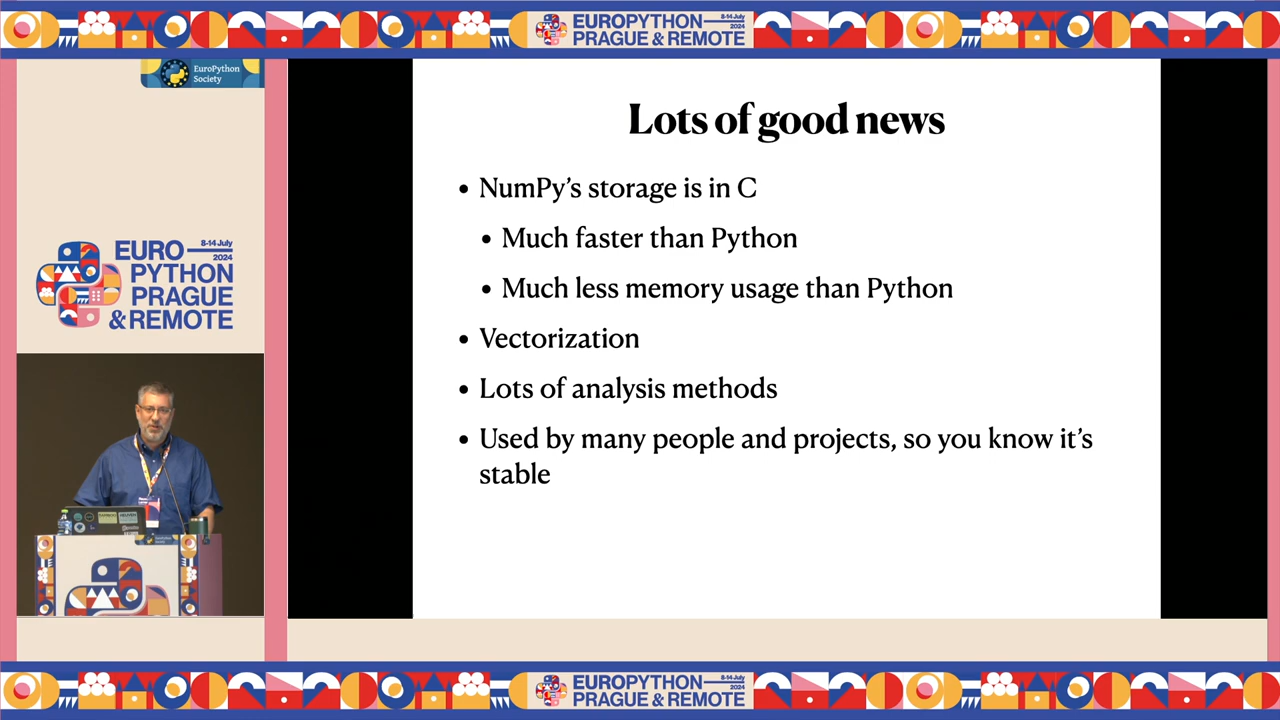 EUROPYTHON
8-14 July
2024
PRAGUE & REMOTE
EuroPython
Society
EURO
8-14 July
2024
PYTHON
PRAGUE
& REMOTE
Lots of good news
• NumPy’s storage is in C
• Much faster than Python
• Much less memory usage than Python
• Vectorization
• Lots of analysis methods
• Used by many people and projects, so you know it’s
stable
EUROPYTHON
8-14 July
2024
PRAGUE & REMOTE